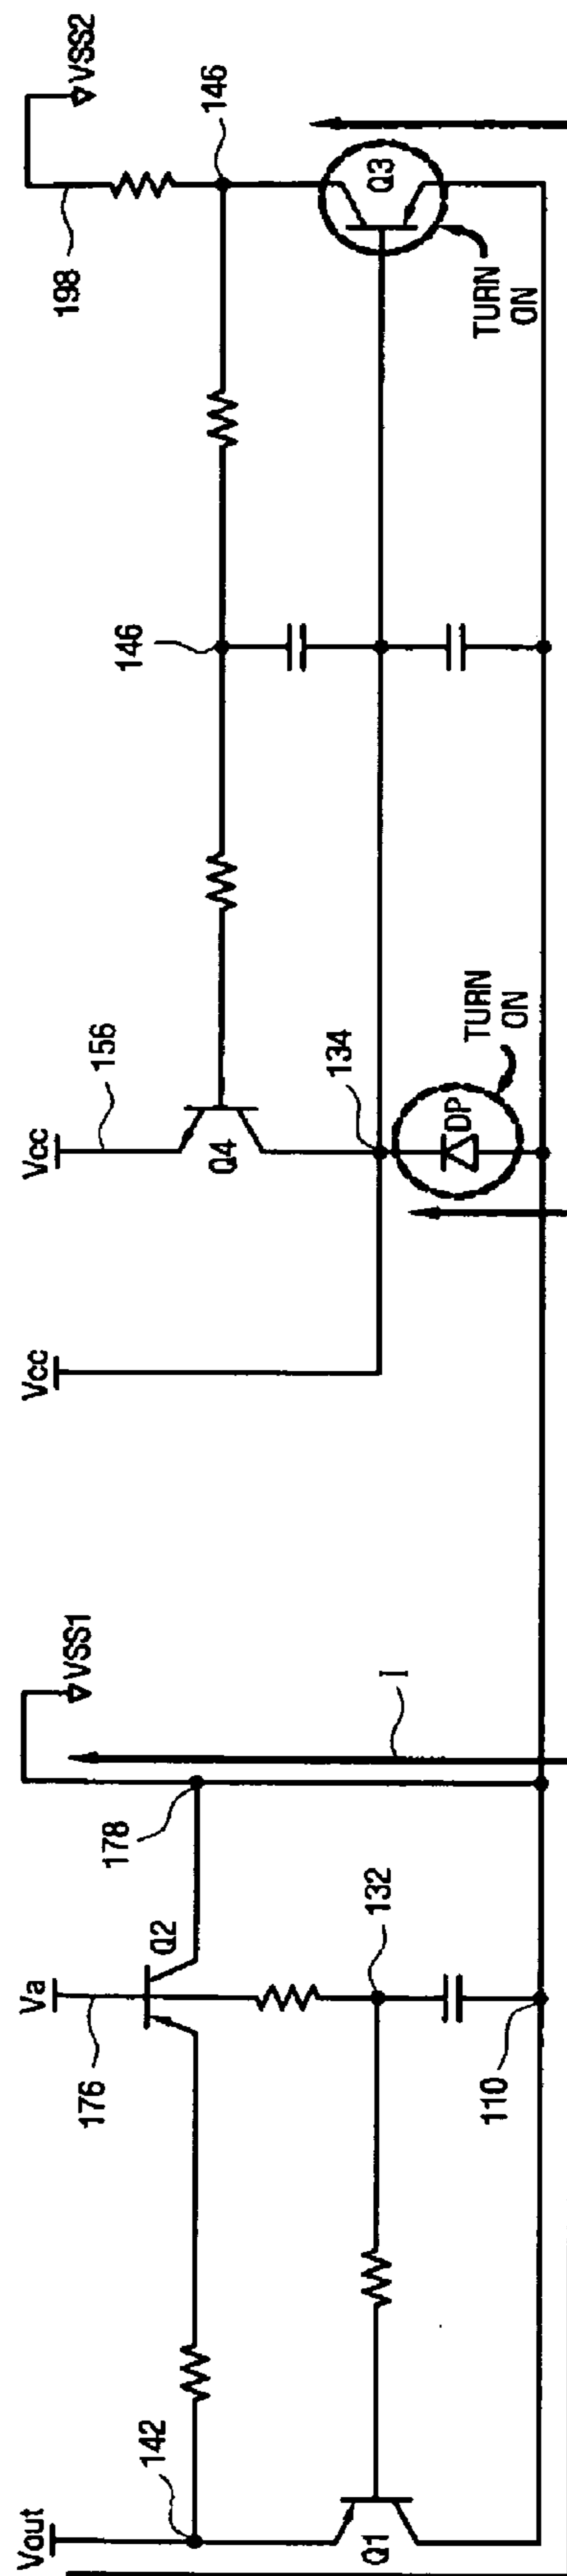 Vout
142
Q1
Va
176
Q2
178
VSS1
132
110
I
Vcc
Vcc
156
Q4
134
DP
TURN
ON
146
198
VSS2
146
Q3
TURN
ON